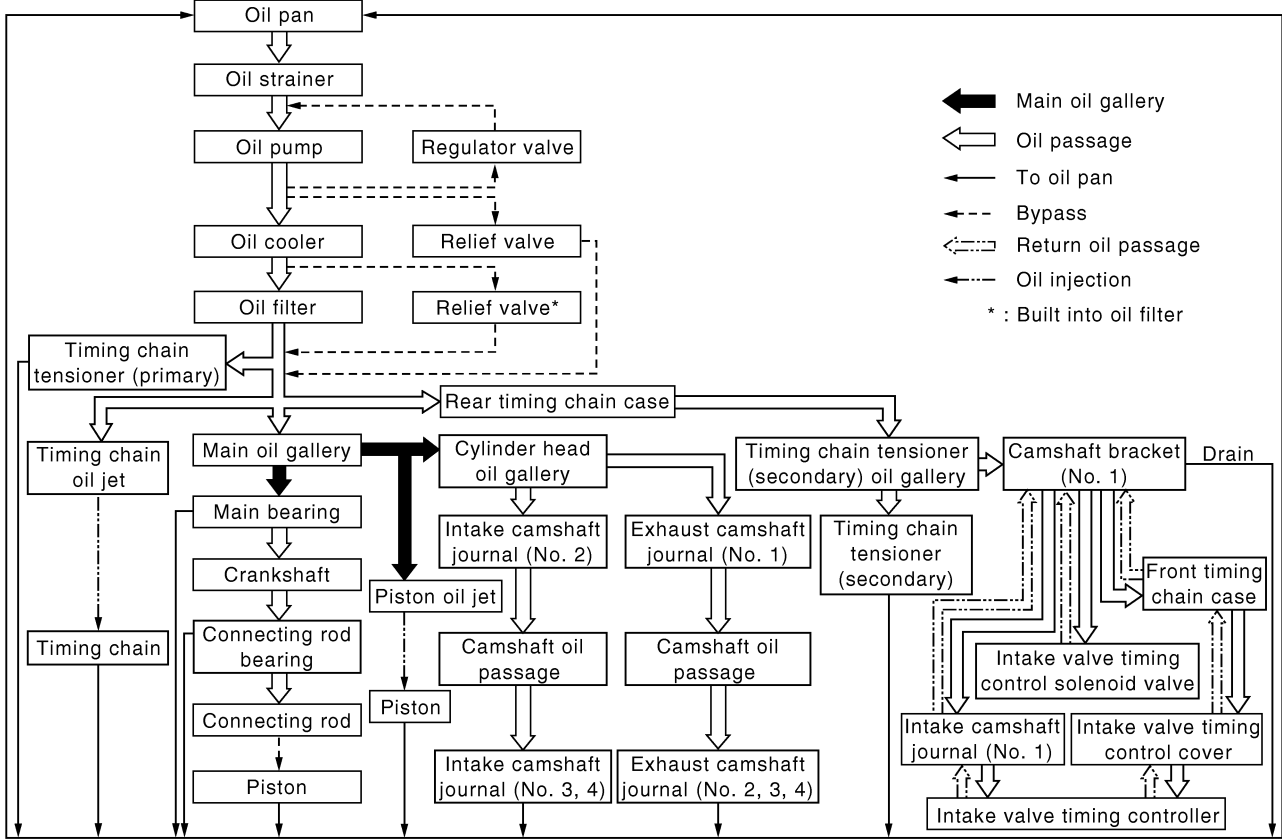 Oil pan
Oil strainer
Oil pump
Regulator valve
Oil cooler
Relief valve
Oil filter
Relief valve*
Main oil gallery
Oil passage
To oil pan
Bypass
Return oil passage
Oil injection
* : Built into oil filter
Timing chain
tensioner (primary)
Rear timing chain case
Timing chain
oil jet
Main oil gallery
Cylinder head
oil gallery
Timing chain tensioner
(secondary) oil gallery
Camshaft bracket
(No. 1)
Drain
Main bearing
Intake camshaft
journal (No. 2)
Exhaust camshaft
journal (No. 1)
Timing chain
tensioner
(secondary)
Crankshaft
Piston oil jet
Front timing
chain case
Timing chain
Connecting rod
bearing
Camshaft oil
passage
Camshaft oil
passage
Intake valve timing
control solenoid valve
Connecting rod
Piston
Intake camshaft
journal (No. 1)
Intake valve timing
control cover
Piston
Intake camshaft
journal (No. 3, 4)
Exhaust camshaft
journal (No. 2, 3, 4)
Intake valve timing controller